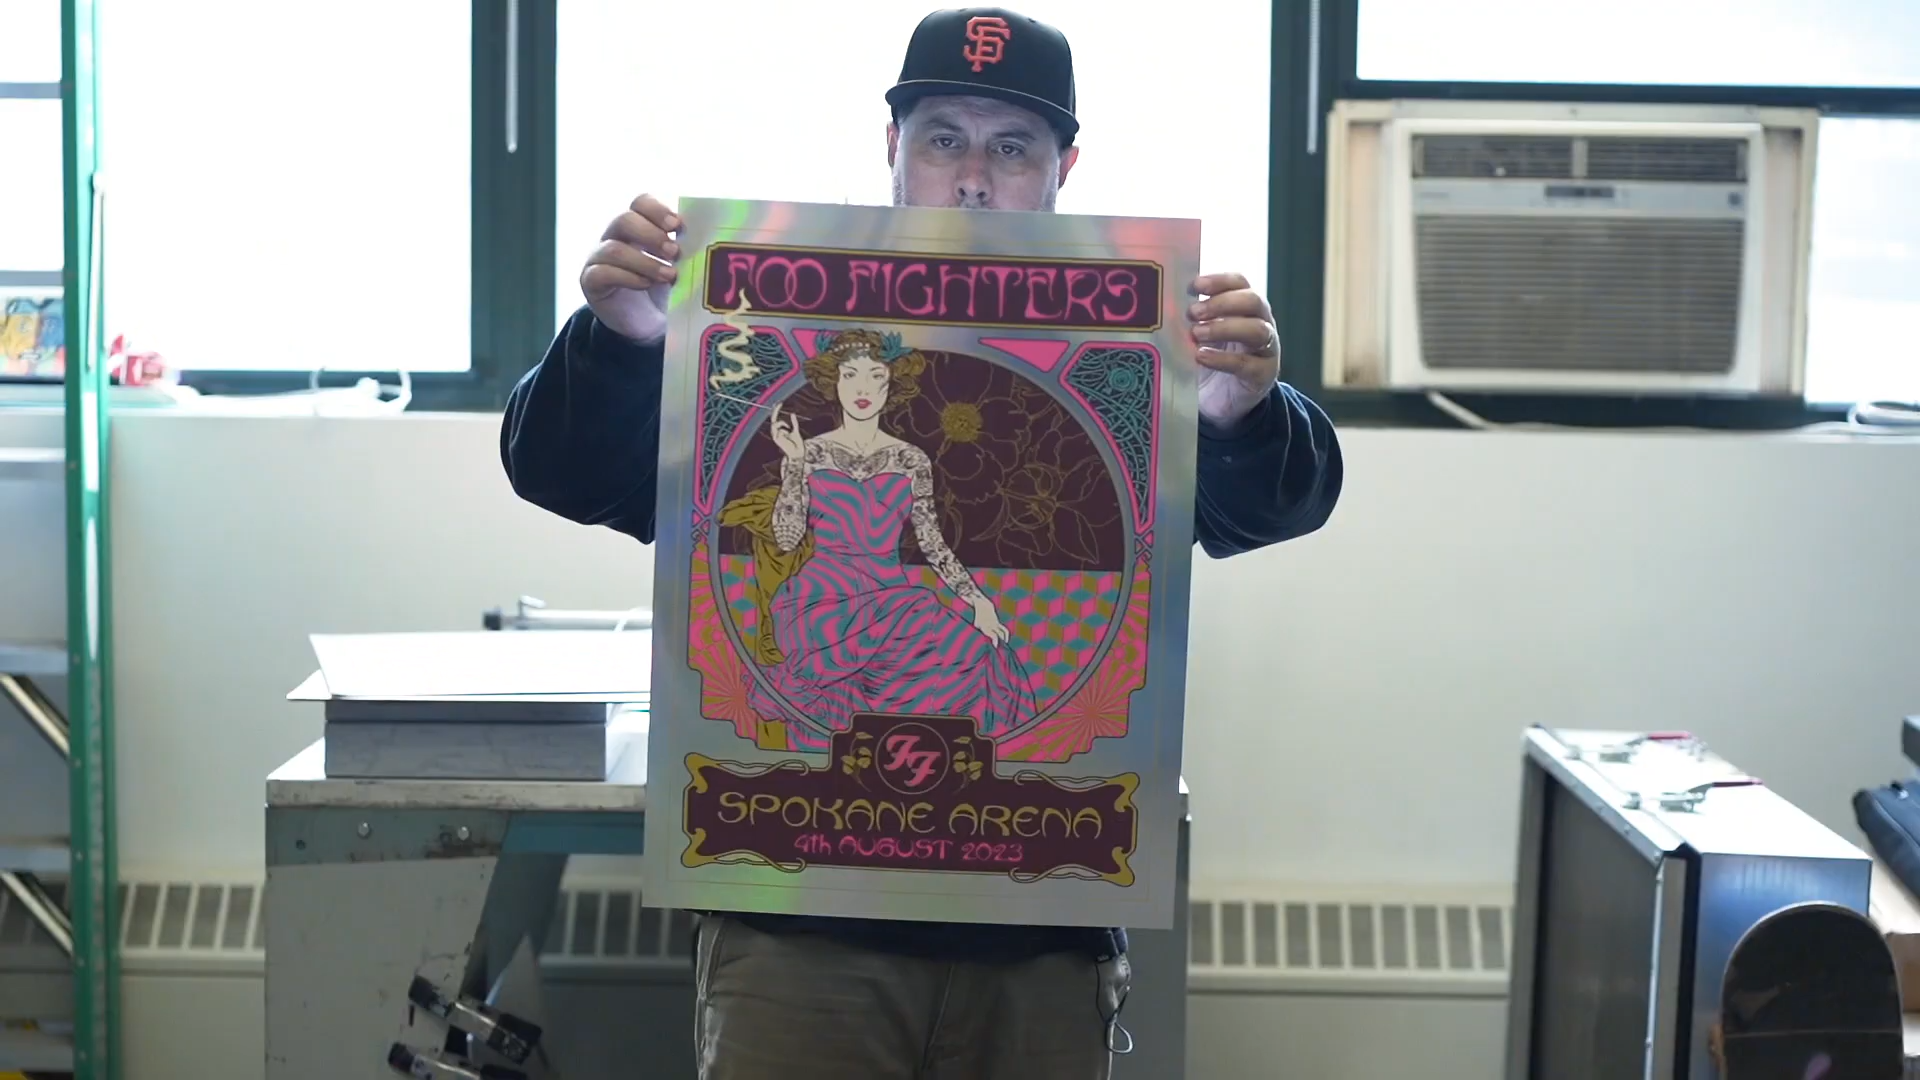 SF
FOO FIGHTERS
FF
SPOKANE ARENA
4th AUGUST 2023